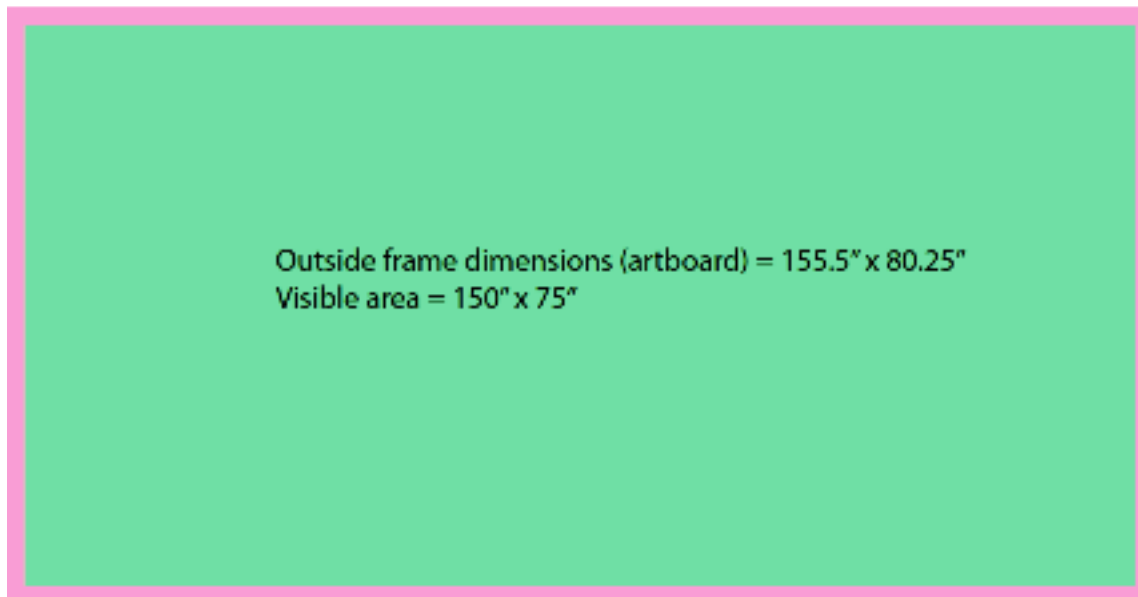 Outside frame dimensions (artboard) = 155.5” x 80.25”
Visible area = 150” x 75”